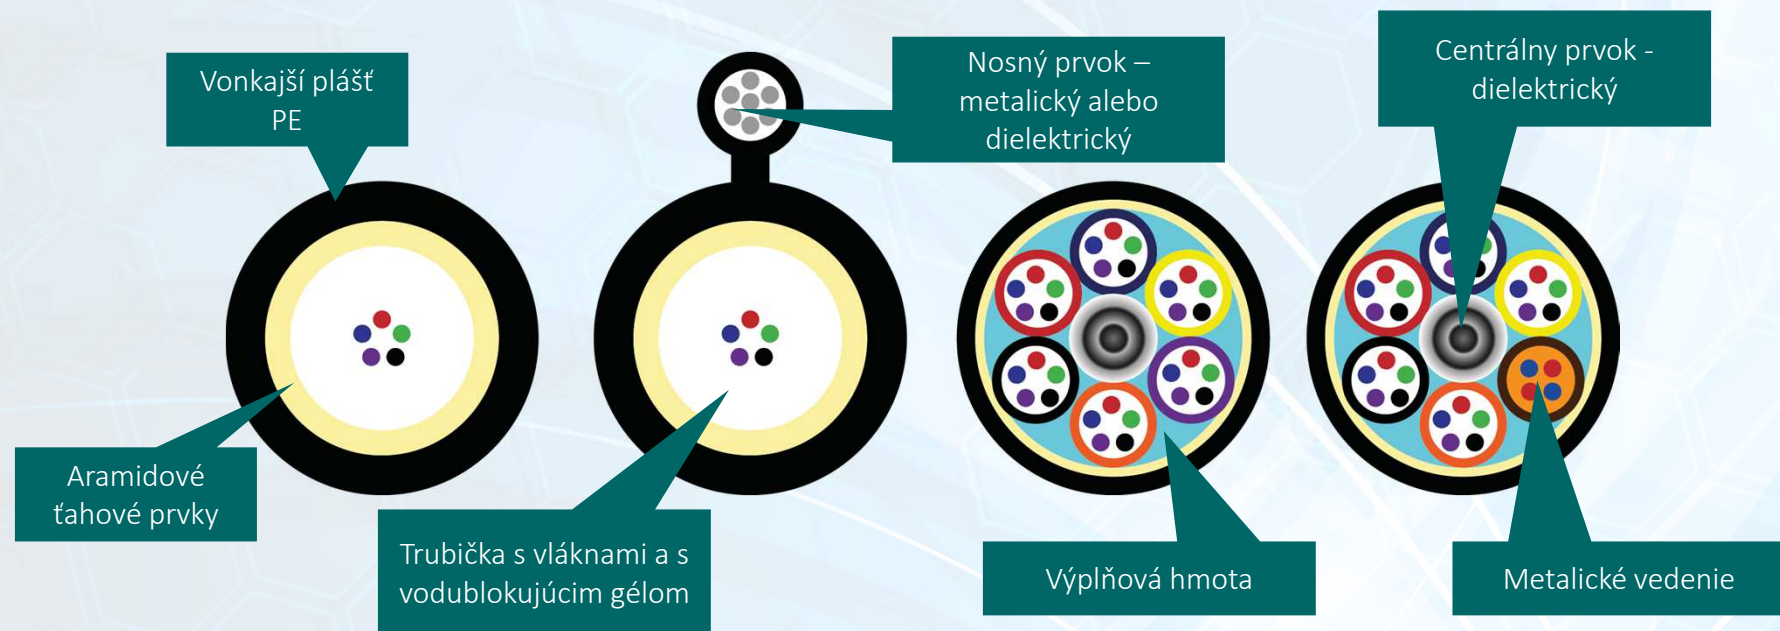 Vonkajší plášť
PE
Nosný prvok –
metalický alebo
dielektrický
Centrálny prvok -
dielektrický
Aramidové
ťahové prvky
Trubička s vláknami a s
vodublokujúcim gélom
Výplňová hmota
Metalické vedenie